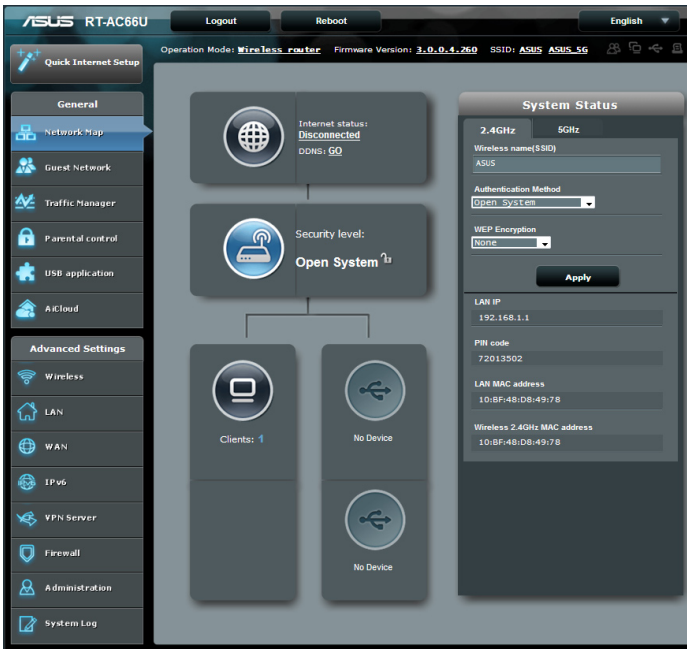 ASUS RT-AC66U Logout Reboot English
Quick Internet Setup
Operation Mode: Wireless router Firmware Version: 3.0.0.4.260 SSID: ASUS ASUS_5G
General
Network Map
Guest Network
Traffic Manager
Parental control
USB application
AiCloud
Advanced Settings
Wireless
LAN
WAN
IPv6
VPN Server
Firewall
Administration
System Log
Internet status:
Disconnected
DDNS: GO
Security level:
Open System
Clients: 1
No Device
No Device
System Status
2.4GHz 5GHz
Wireless name(SSID)
ASUS
Authentication Method
Open System
WEP Encryption
None
Apply
LAN IP
192.168.1.1
PIN code
72013502
LAN MAC address
10:BF:48:D8:49:78
Wireless 2.4GHz MAC address
10:BF:48:D8:49:78